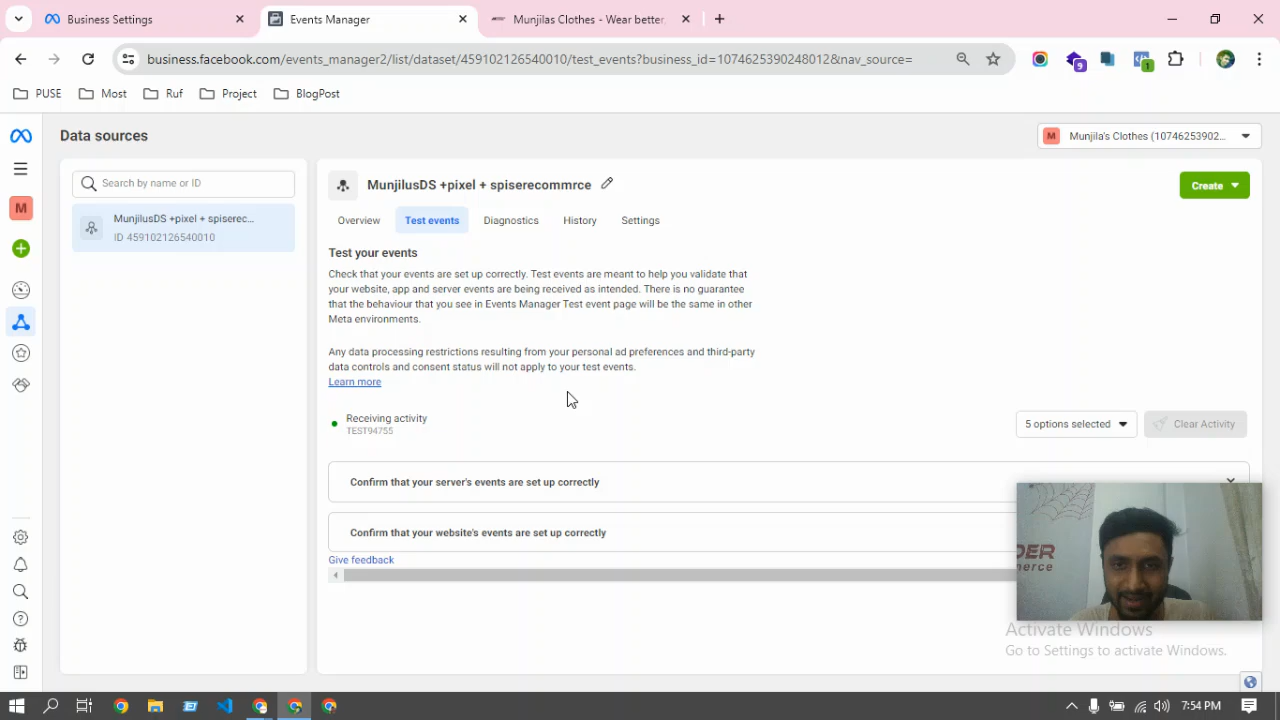 Business Settings
Events Manager
Munjilas Clothes - Wear better,
business.facebook.com/events_manager2/list/dataset/459102126540010/test_events?business_id=1074625390248012&nav_source=
9
1
PUSE
Most
Ruf
Project
BlogPost
Data sources
M Munjila's Clothes (10746253902...
Search by name or ID
MunjilusDS +pixel + spiserec...
ID 459102126540010
M
MunjilusDS +pixel + spiserecommrce
Create
Overview
Test events
Diagnostics
History
Settings
Test your events
Check that your events are set up correctly. Test events are meant to help you validate that
your website, app and server events are being received as intended. There is no guarantee
that the behaviour that you see in Events Manager Test event page will be the same in other
Meta environments.
Any data processing restrictions resulting from your personal ad preferences and third-party
data controls and consent status will not apply to your test events.
Learn more
Receiving activity
TEST94755
5 options selected
Clear Activity
Confirm that your server's events are set up correctly
Confirm that your website's events are set up correctly
Give feedback
DER
merce
Activate Windows
Go to Settings to activate Windows.
7:54 PM